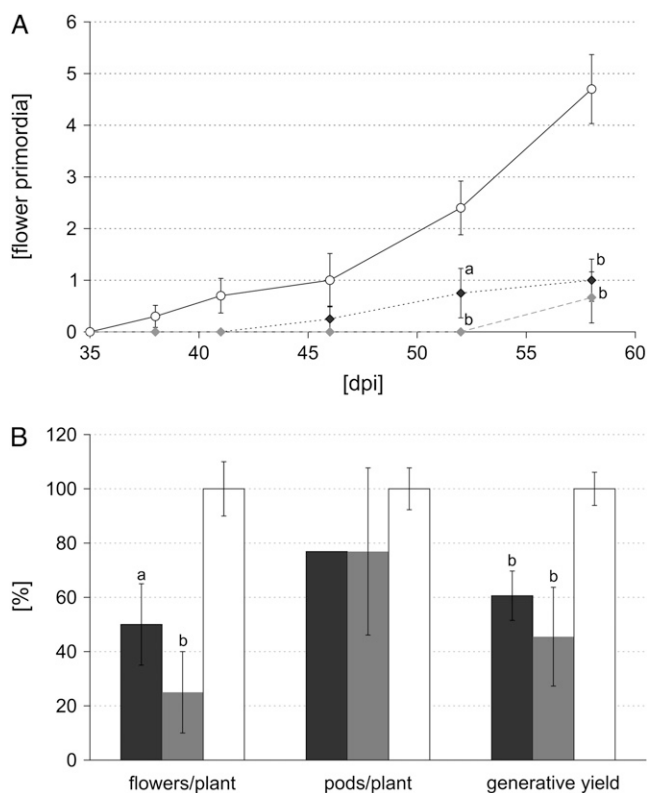 A
6
5
4
3
2
1
0
[flower primordia]
a
b
b
b
35 40 45 50 55 60
[dpi]
B
120
100
80
60
40
20
0
[%]
a
b
b b
flowers/plant pods/plant generative yield